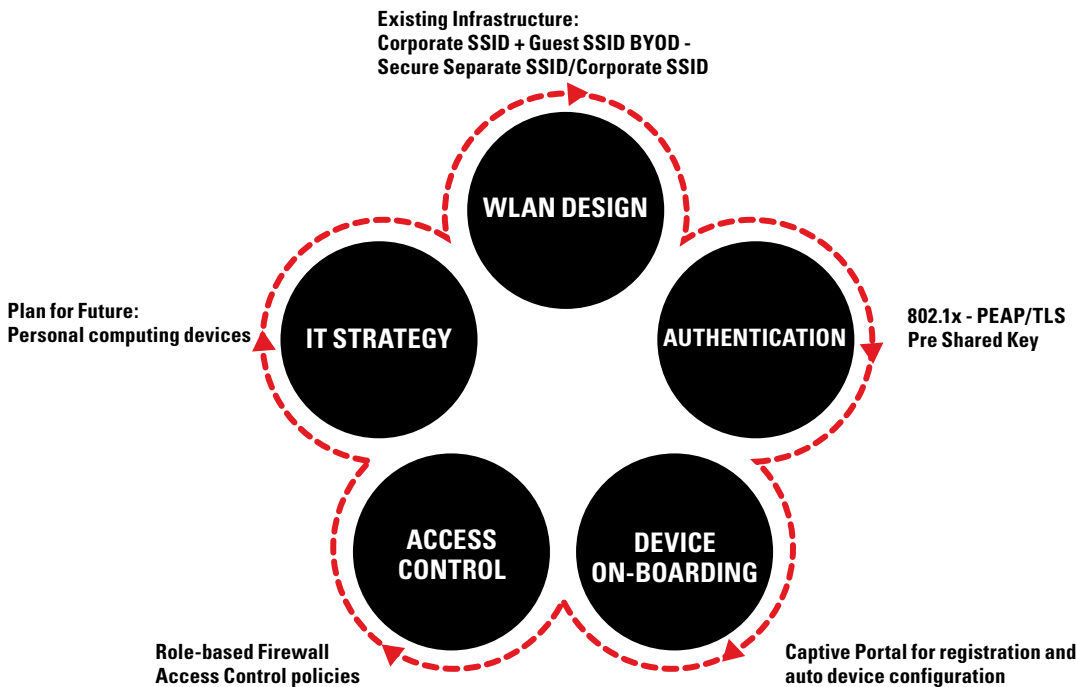 Existing Infrastructure:
Corporate SSID + Guest SSID BYOD -
Secure Separate SSID/Corporate SSID
WLAN DESIGN
Plan for Future:
Personal computing devices
IT STRATEGY
AUTHENTICATION
802.1x - PEAP/TLS
Pre Shared Key
ACCESS
CONTROL
DEVICE
ON-BOARDING
Role-based Firewall
Access Control policies
Captive Portal for registration and
auto device configuration